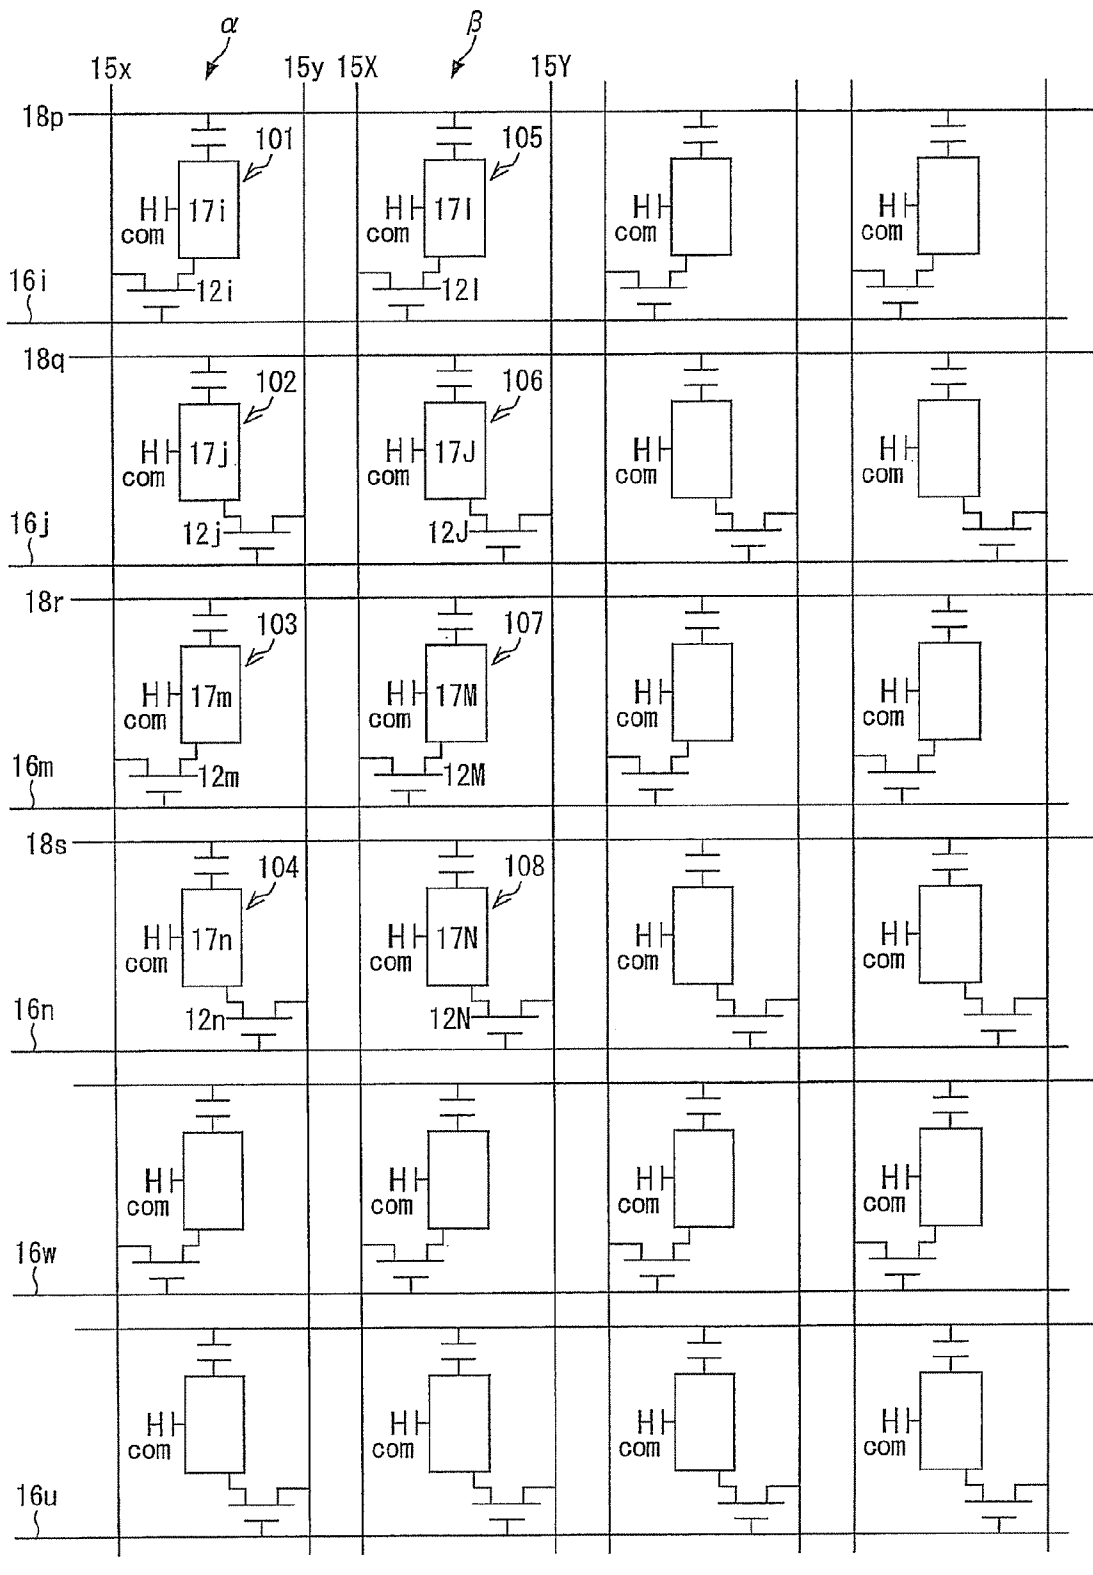 α β
15x 15y 15X 15Y
18p
101 105
17i 17I
com com com com
16i
12i 12I
18q
102 106
17j 17J
com com com com
16j
12j 12J
18r
103 107
17m 17M
com com com com
16m
12m 12M
18s
104 108
17n 17N
com com com com
16n
12n 12N
com com com com
16w
com com com com
16u